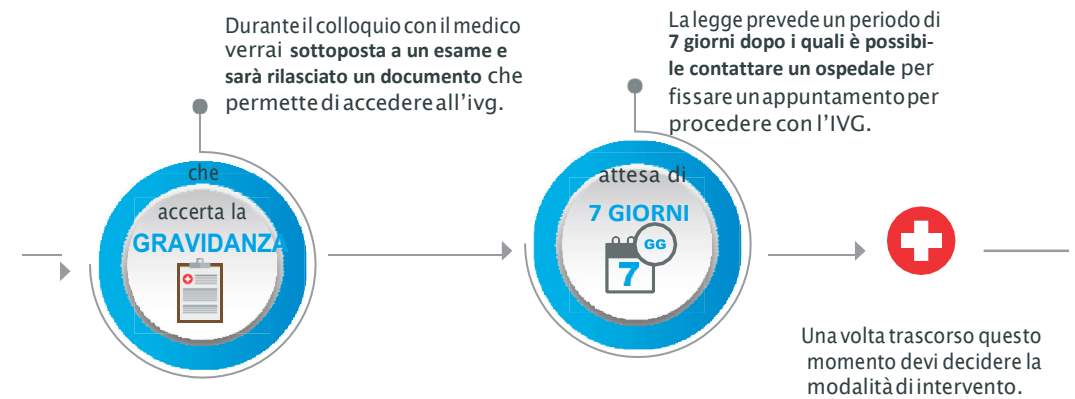 Durante il colloquio con il medico
verrai sottoposta a un esame e
sarà rilasciato un documento che
permette di accedere all’ivg.
che
accerta la
GRAVIDANZA
La legge prevede un periodo di
7 giorni dopo i quali è possibi-
le contattare un ospedale per
fissare un appuntamento per
procedere con l’IVG.
attesa di
7 GIORNI
GG
7
Una volta trascorso questo
momento devi decidere la
modalità di intervento.